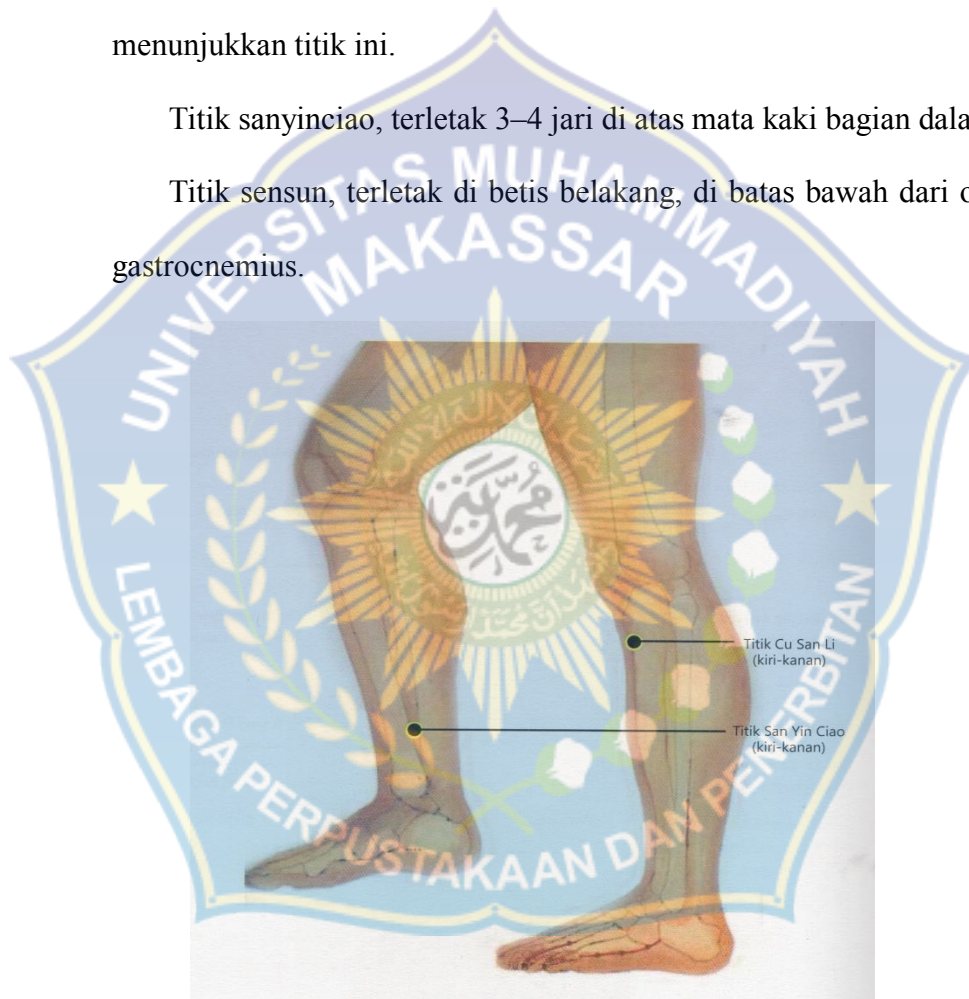 menunjukkan titik ini.
Titik sanyinciao, terletak 3–4 jari di atas mata kaki bagian dala
Titik sensun, terletak di betis belakang, di batas bawah dari o
gastrocnemius.
UNIVERSITAS MUHAMMADIYAH
MAKASSAR
محمد
Titik Cu San Li
(kiri-kanan)
Titik San Yin Ciao
(kiri-kanan)
LEMBAGA PERPUSTAKAAN DAN PENERBITAN